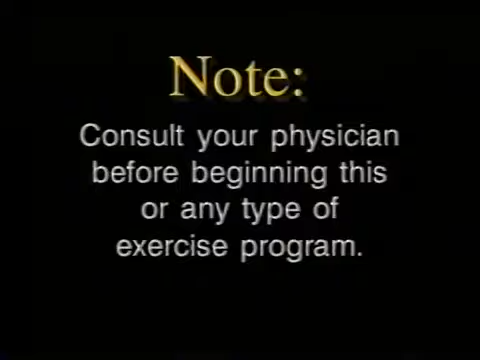 Note:
Consult your physician
before beginning this
or any type of
exercise program.